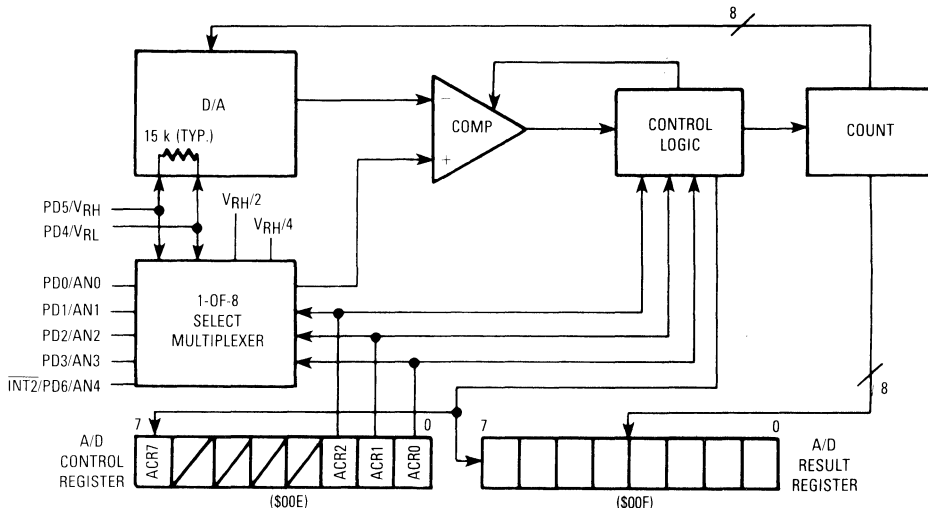 8
D/A
15 k (TYP.)
−
COMP
+
CONTROL
LOGIC
COUNT
PD5/VRH
PD4/VRL
VRH/2
VRH/4
PD0/AN0
PD1/AN1
PD2/AN2
PD3/AN3
INT2/PD6/AN4
1-OF-8
SELECT
MULTIPLEXER
8
7
0
A/D
CONTROL
REGISTER
ACR7
ACR2
ACR1
ACR0
($00E)
7
0
A/D
RESULT
REGISTER
($00F)